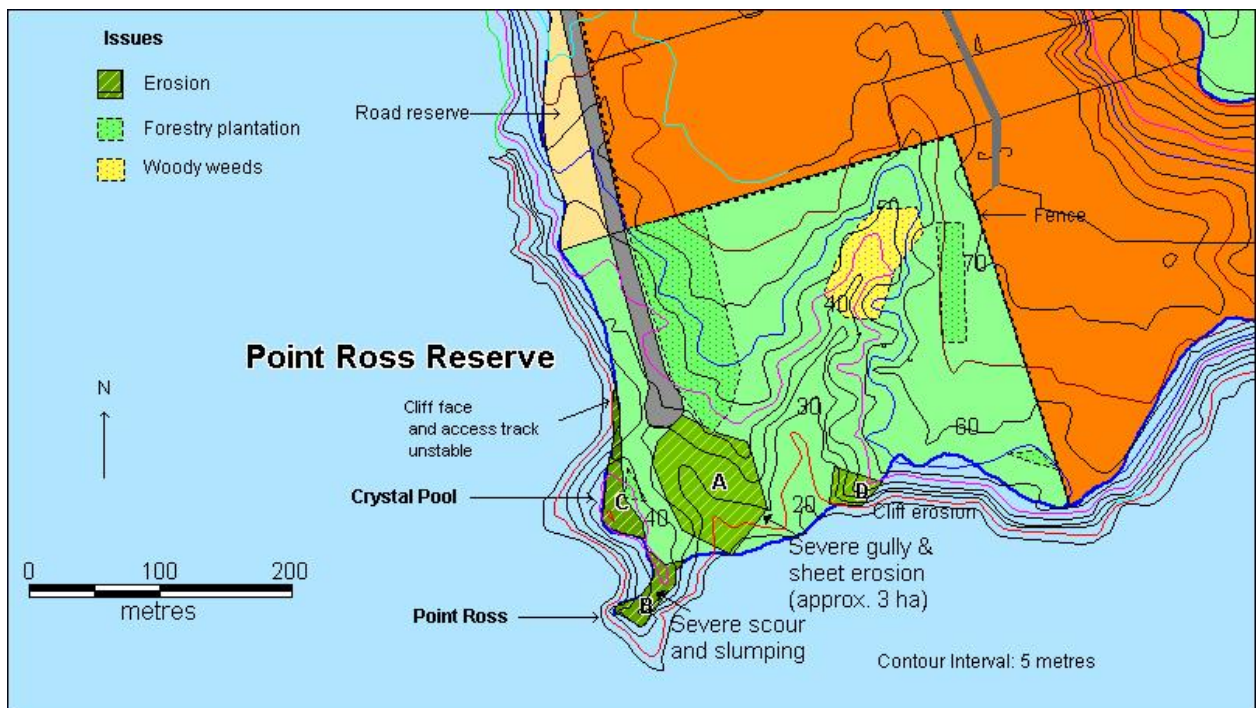 Issues
Erosion
Forestry plantation
Woody weeds
Road reserve
Fence
50
70
40
Point Ross Reserve
N
Cliff face
and access track
unstable
30
60
Crystal Pool
A
C
40
20
D
Cliff erosion
Severe gully &
sheet erosion
(approx. 3 ha)
0 100 200
metres
Point Ross
B
Severe scour
and slumping
Contour Interval: 5 metres